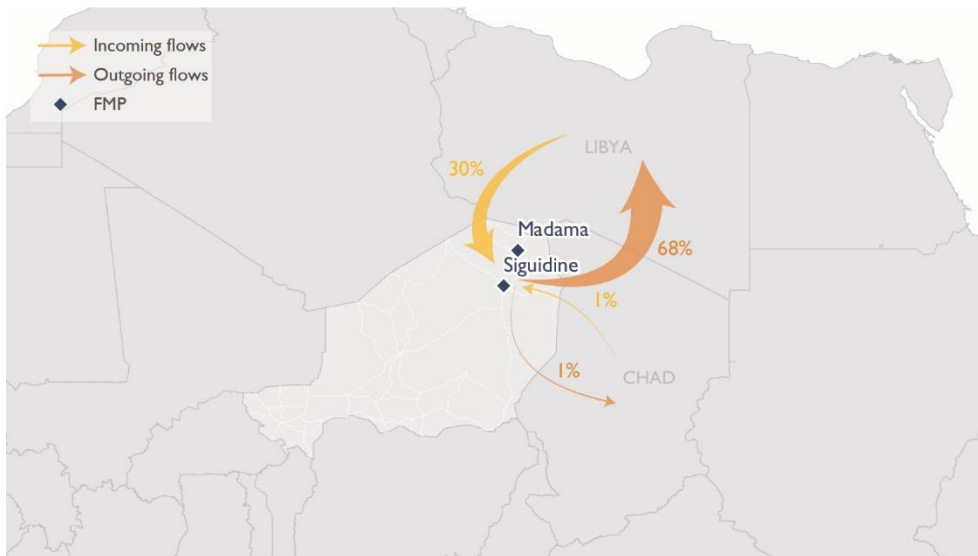 Incoming flows
Outgoing flows
FMP
LIBYA
30%
Madama
68%
Siguidine
1%
1%
CHAD